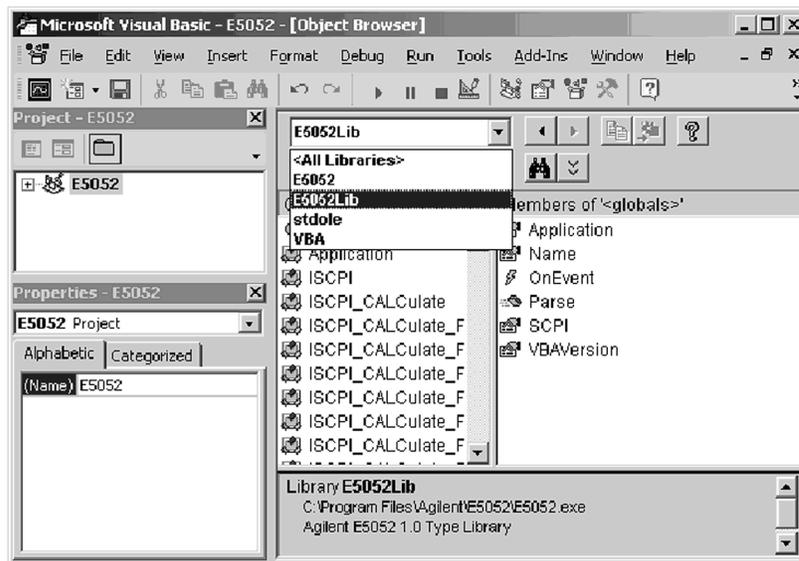 Microsoft Visual Basic - E5052 - [Object Browser]
File Edit View Insert Format Debug Run Tools Add-Ins Window Help
Project - E5052
E5052
Properties - E5052
E5052 Project
Alphabetic Categorized
(Name) E5052
E5052Lib
<All Libraries>
E5052
E5052Lib
stdole
VBA
Application
ISCPI
ISCPI_CALCulate
ISCPI_CALCulate_F
ISCPI_CALCulate_F
ISCPI_CALCulate_F
ISCPI_CALCulate_F
ISCPI_CALCulate_F
ISCPI_CALCulate_F
embers of '<globals>'
Application
Name
OnEvent
Parse
SCPI
VBAVersion
Library E5052Lib
C:\Program Files\Agilent\E5052\E5052.exe
Agilent E5052 1.0 Type Library